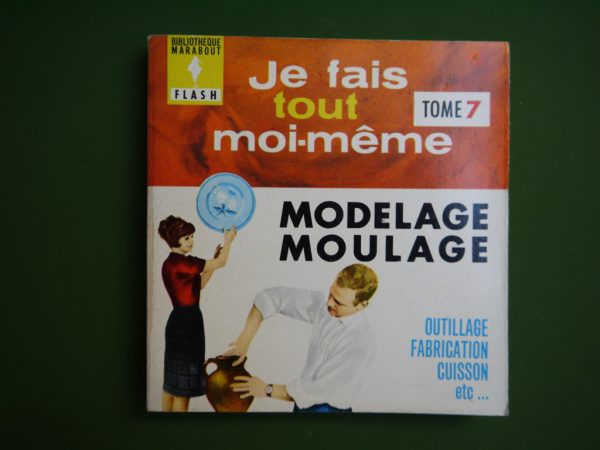 BIBLIOTHEQUE
MARABOUT
FLASH
Je fais
tout
moi-même
TOME 7
MODELAGE
MOULAGE
OUTILLAGE
FABRICATION
CUISSON
etc ...